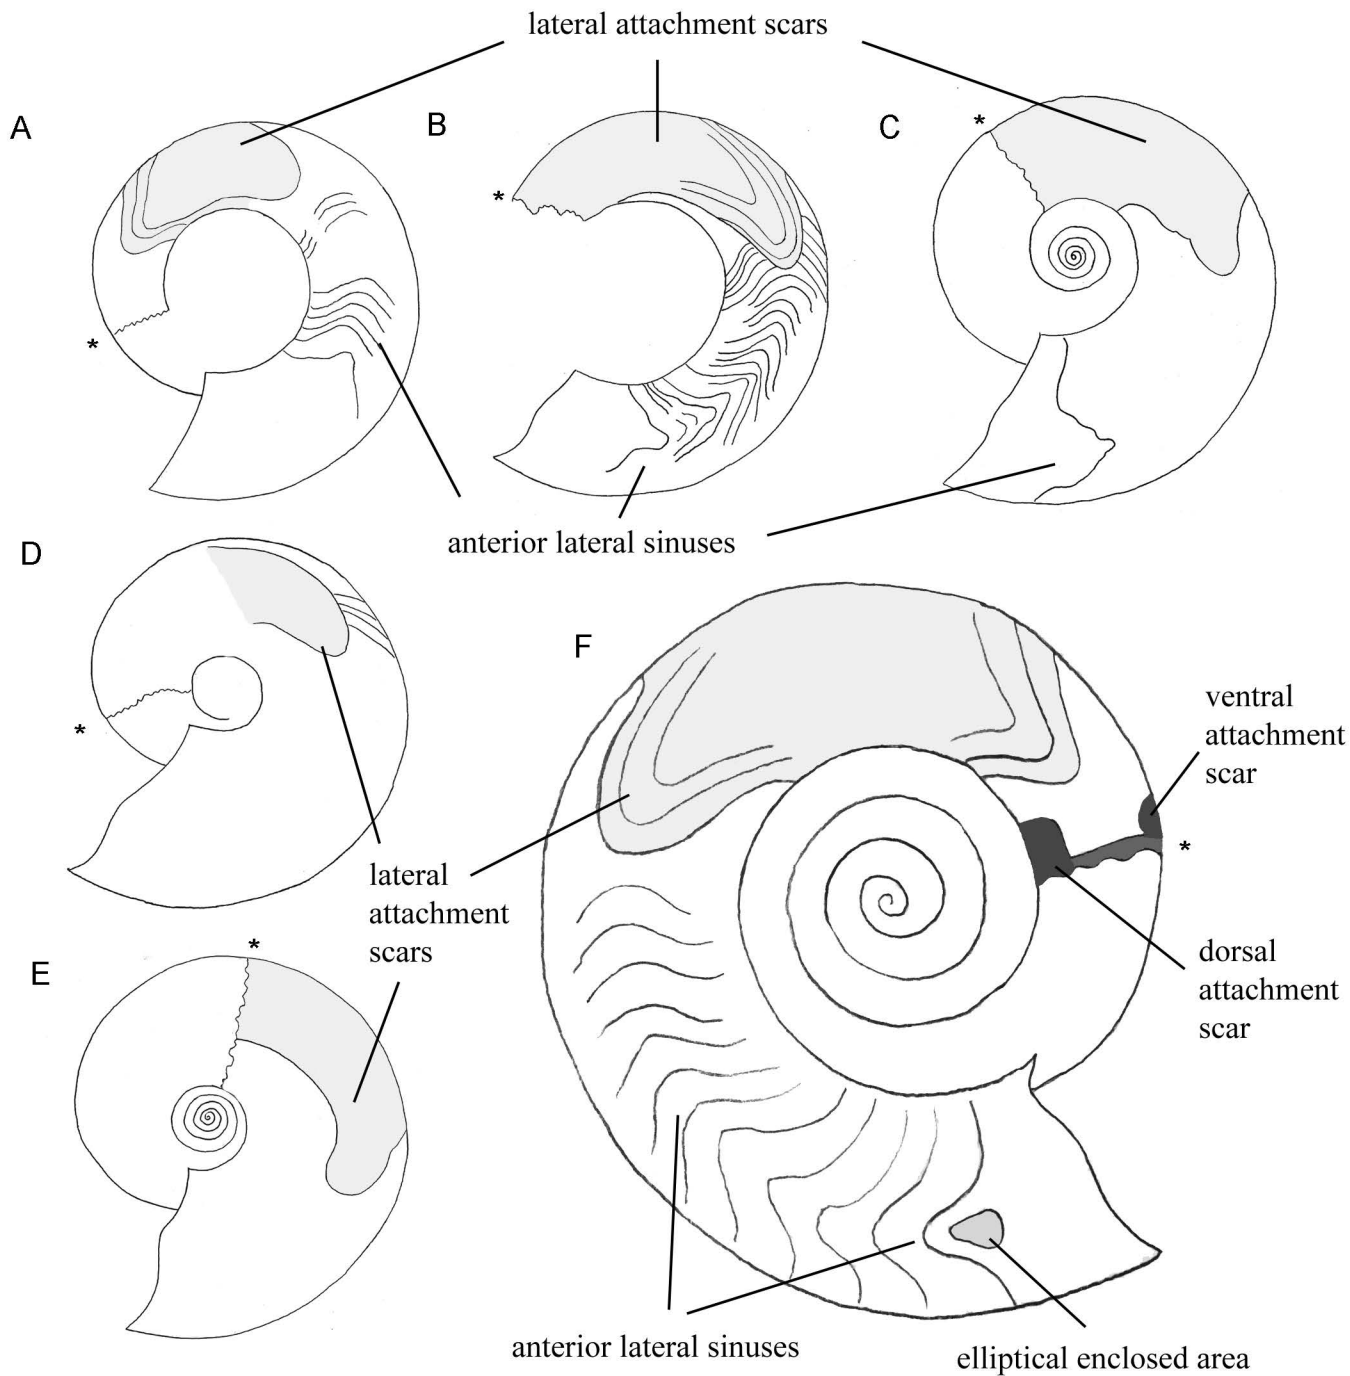 lateral attachment scars
A
B
C
*
*
*
anterior lateral sinuses
D
*
lateral
attachment
scars
E
*
F
ventral
attachment
scar
*
dorsal
attachment
scar
anterior lateral sinuses
elliptical enclosed area